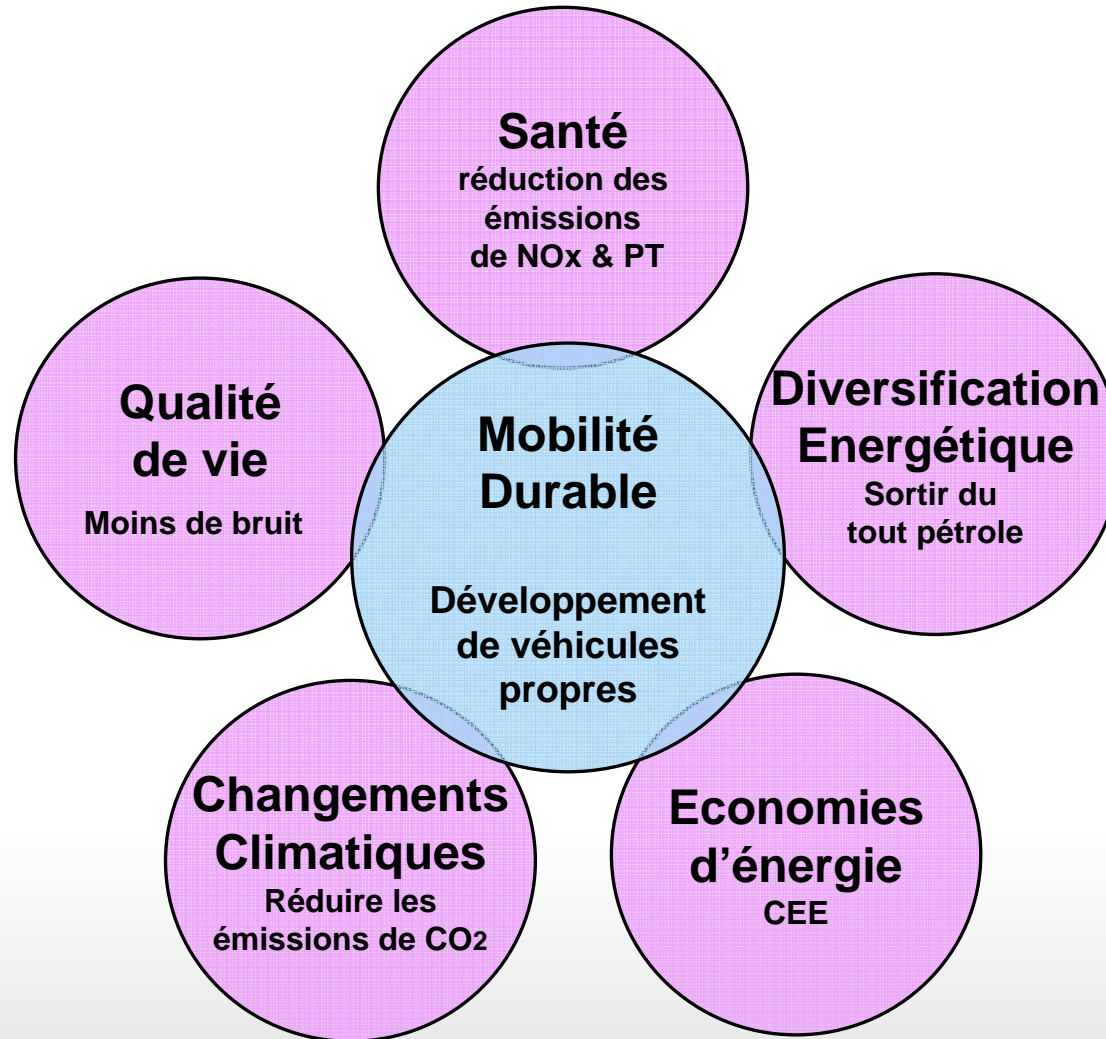 Santé
réduction des
émissions
de NOx & PT
Qualité
de vie
Moins de bruit
Mobilité
Durable
Développement
de véhicules
propres
Diversification
Energétique
Sortir du
tout pétrole
Changements
Climatiques
Réduire les
émissions de CO2
Economies
d’énergie
CEE